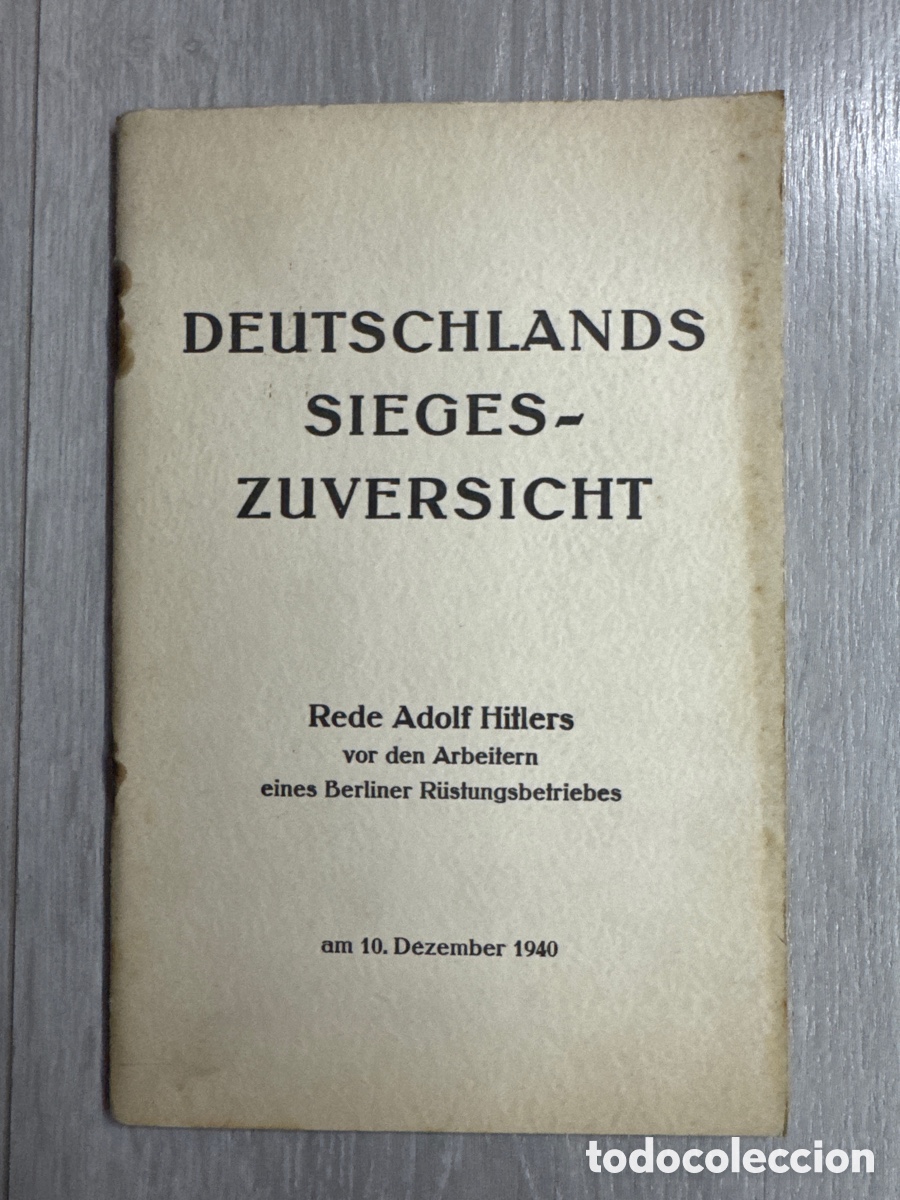 DEUTSCHLANDS
SIEGES-
ZUVERSICHT
Rede Adolf Hitlers
vor den Arbeitern
eines Berliner Rüstungsbetriebes
am 10. Dezember 1940
todocoleccion